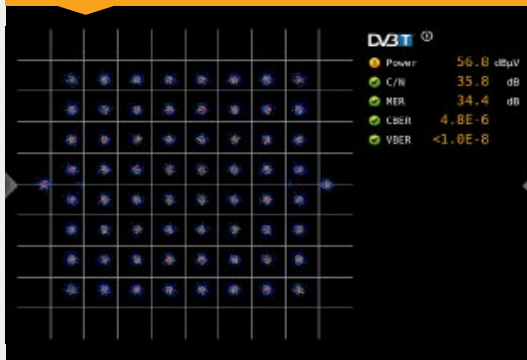 DVB T
Power 56.8 dBµV
C/N 35.8 dB
MER 34.4 dB
CBER 4.8E-6
VBER <1.0E-8